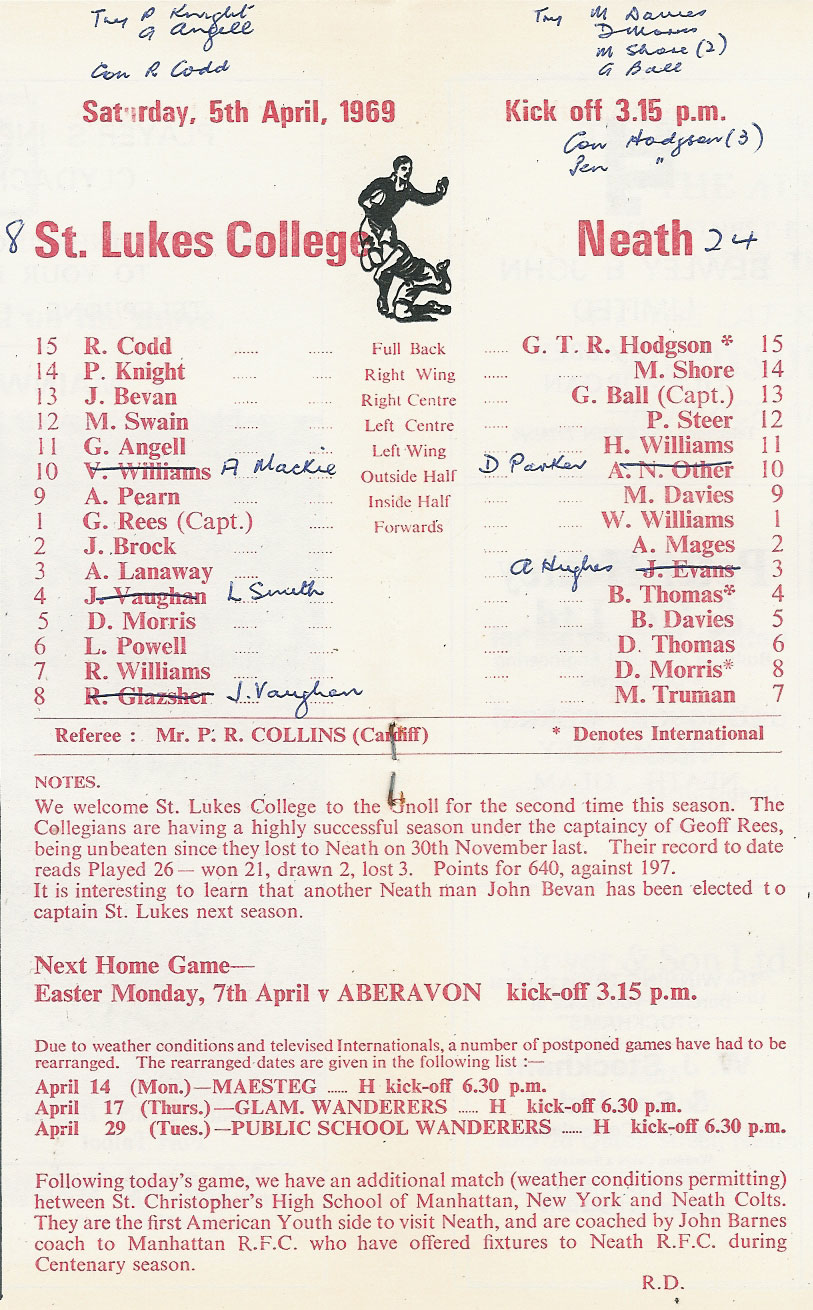 Try P Knight
G Angell
Con R Codd
Try M Davies
D Morris
M Shore (2)
G Ball
Saturday, 5th April, 1969
Kick off 3.15 p.m.
Con Hodgson (3)
Pen "
8 St. Lukes College
Neath 24
15 R. Codd ...... ...... Full Back ...... G. T. R. Hodgson * 15
14 P. Knight ...... ...... Right Wing ...... ...... M. Shore 14
13 J. Bevan ...... ...... Right Centre ...... G. Ball (Capt.) 13
12 M. Swain ...... ...... Left Centre ...... ...... P. Steer 12
11 G. Angell ...... ...... Left Wing ...... ...... H. Williams 11
10 V. Williams A Mackie Outside Half D Parker A. N. Other 10
9 A. Pearn ...... ...... Inside Half ...... ...... M. Davies 9
1 G. Rees (Capt.) ...... Forwards ...... ...... W. Williams 1
2 J. Brock ...... ...... ...... ...... A. Mages 2
3 A. Lanaway ...... ...... A Hughes J. Evans 3
4 J. Vaughan L Smith ...... ...... B. Thomas* 4
5 D. Morris ...... ...... ...... ...... B. Davies 5
6 L. Powell ...... ...... ...... ...... D. Thomas 6
7 R. Williams ...... ...... ...... ...... D. Morris* 8
8 R. Glazsher J. Vaughan ...... ...... M. Truman 7
Referee : Mr. P. R. COLLINS (Cardiff) * Denotes International
NOTES.
We welcome St. Lukes College to the Gnoll for the second time this season. The
Collegians are having a highly successful season under the captaincy of Geoff Rees,
being unbeaten since they lost to Neath on 30th November last. Their record to date
reads Played 26 — won 21, drawn 2, lost 3. Points for 640, against 197.
It is interesting to learn that another Neath man John Bevan has been elected to
captain St. Lukes next season.
Next Home Game—
Easter Monday, 7th April v ABERAVON kick-off 3.15 p.m.
Due to weather conditions and televised Internationals, a number of postponed games have had to be
rearranged. The rearranged dates are given in the following list :—
April 14 (Mon.)—MAESTEG ...... H kick-off 6.30 p.m.
April 17 (Thurs.)—GLAM. WANDERERS ...... H kick-off 6.30 p.m.
April 29 (Tues.)—PUBLIC SCHOOL WANDERERS ...... H kick-off 6.30 p.m.
Following today's game, we have an additional match (weather conditions permitting)
hetween St. Christopher's High School of Manhattan, New York and Neath Colts.
They are the first American Youth side to visit Neath, and are coached by John Barnes
coach to Manhattan R.F.C. who have offered fixtures to Neath R.F.C. during
Centenary season.
R.D.